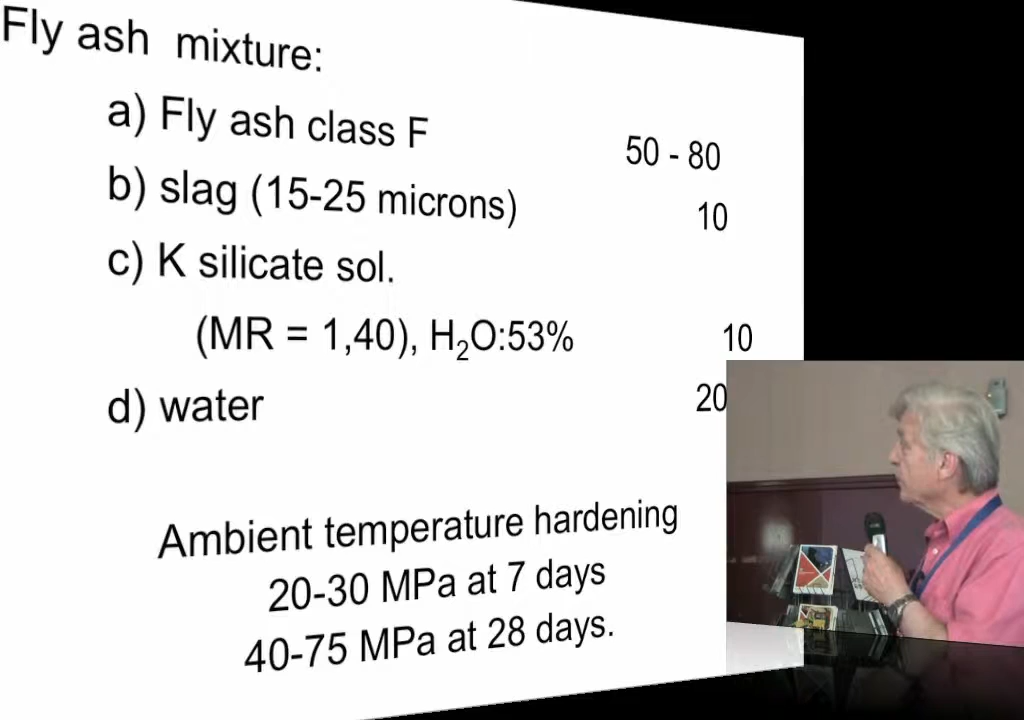 Fly ash mixture:
a) Fly ash class F 50 - 80
b) slag (15-25 microns) 10
c) K silicate sol.
(MR = 1,40), H₂O:53% 10
d) water 20
Ambient temperature hardening
20-30 MPa at 7 days
40-75 MPa at 28 days.